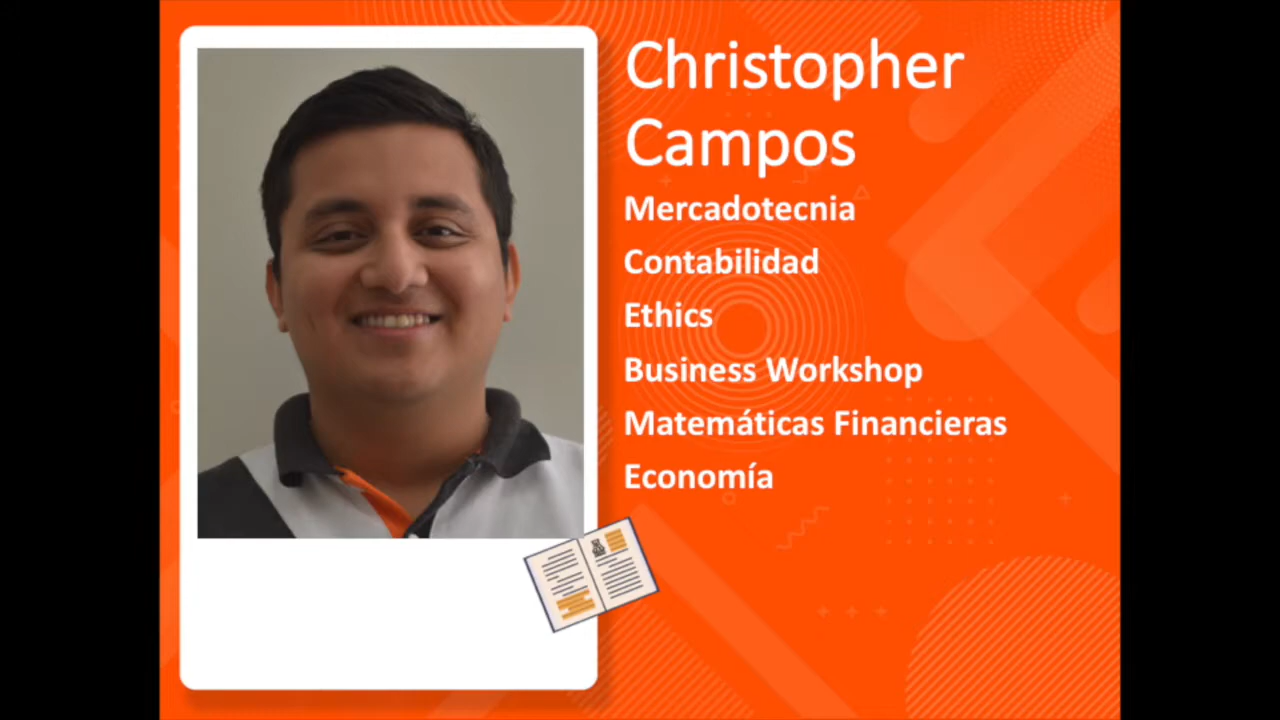 Christopher
Campos
Mercadotecnia
Contabilidad
Ethics
Business Workshop
Matemáticas Financieras
Economía